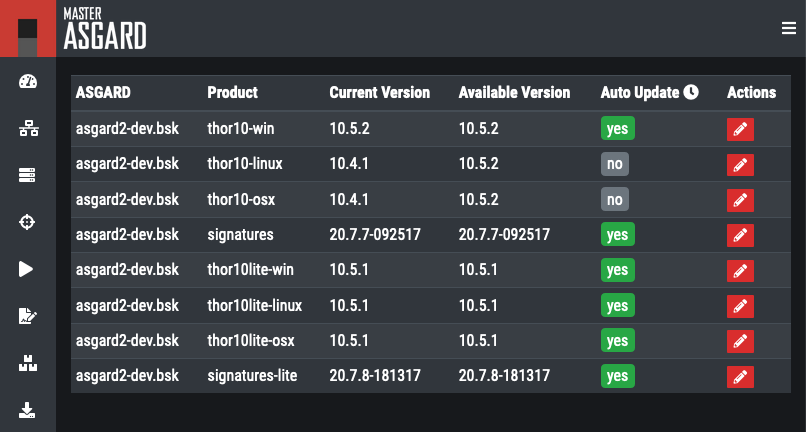 MASTER
ASGARD
ASGARD Product Current Version Available Version Auto Update Actions
asgard2-dev.bsk thor10-win 10.5.2 10.5.2 yes
asgard2-dev.bsk thor10-linux 10.4.1 10.5.2 no
asgard2-dev.bsk thor10-osx 10.4.1 10.5.2 no
asgard2-dev.bsk signatures 20.7.7-092517 20.7.7-092517 yes
asgard2-dev.bsk thor10lite-win 10.5.1 10.5.1 yes
asgard2-dev.bsk thor10lite-linux 10.5.1 10.5.1 yes
asgard2-dev.bsk thor10lite-osx 10.5.1 10.5.1 yes
asgard2-dev.bsk signatures-lite 20.7.8-181317 20.7.8-181317 yes